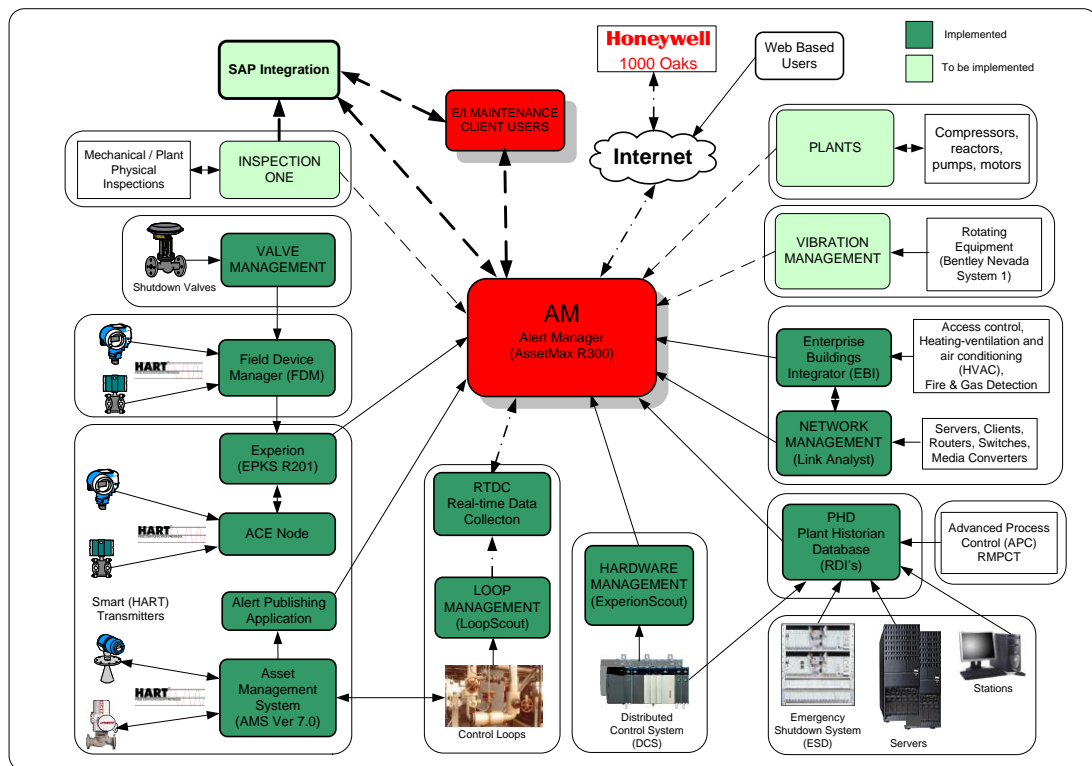 Honeywell
1000 Oaks
Web Based
Users
Implemented
To be implemented
SAP Integration
E/I MAINTENANCE
CLIENT USERS
Internet
Mechanical / Plant
Physical
Inspections
INSPECTION
ONE
PLANTS
Compressors,
reactors,
pumps, motors
VALVE
MANAGEMENT
Shutdown Valves
VIBRATION
MANAGEMENT
Rotating
Equipment
(Bentley Nevada
System 1)
AM
Alert Manager
(AssetMax R300)
HART
Field Device
Manager (FDM)
Enterprise
Buildings
Integrator (EBI)
Access control,
Heating-ventilation and
air conditioning
(HVAC),
Fire & Gas Detection
Experion
(EPKS R201)
NETWORK
MANAGEMENT
(Link Analyst)
Servers, Clients,
Routers, Switches,
Media Converters
HART
ACE Node
RTDC
Real-time Data
Collecton
PHD
Plant Historian
Database
(RDI's)
Advanced Process
Control (APC)
RMPCT
HARDWARE
MANAGEMENT
(ExperionScout)
Smart (HART)
Transmitters
Alert Publishing
Application
LOOP
MANAGEMENT
(LoopScout)
HART
Asset
Management
System
(AMS Ver 7.0)
Control Loops
Distributed
Control System
(DCS)
Emergency
Shutdown System
(ESD)
Servers
Stations